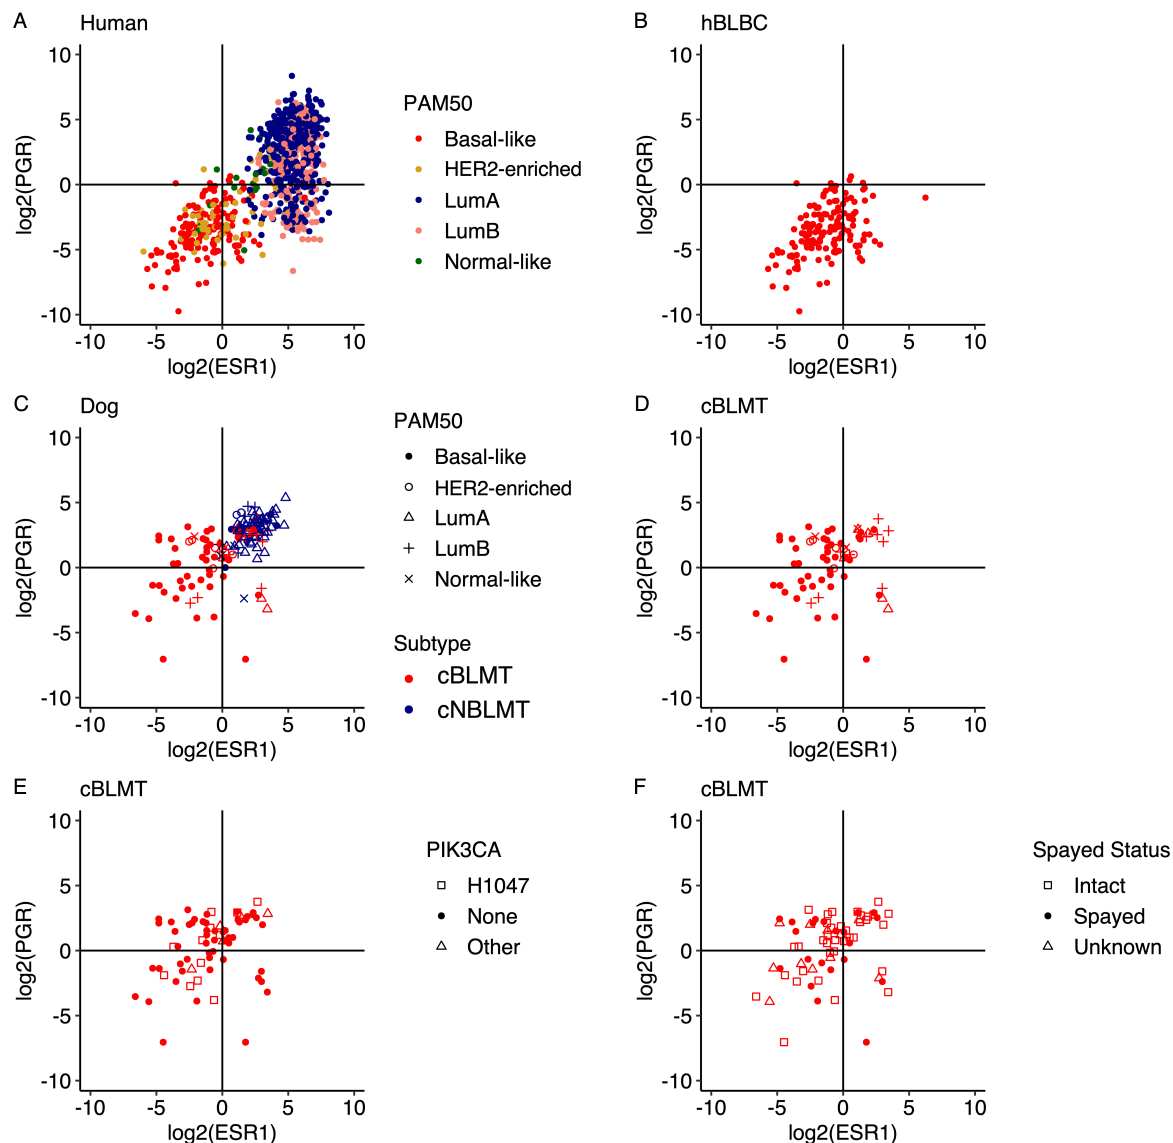 A
Human
10
5
0
-5
-10
log2(PGR)
-10 -5 0 5 10
log2(ESR1)
PAM50
Basal-like
HER2-enriched
LumA
LumB
Normal-like
B
hBLBC
10
5
0
-5
-10
log2(PGR)
-10 -5 0 5 10
log2(ESR1)
C
Dog
10
5
0
-5
-10
log2(PGR)
-10 -5 0 5 10
log2(ESR1)
PAM50
Basal-like
HER2-enriched
LumA
LumB
Normal-like
Subtype
cBLMT
cNBLMT
D
cBLMT
10
5
0
-5
-10
log2(PGR)
-10 -5 0 5 10
log2(ESR1)
E
cBLMT
10
5
0
-5
-10
log2(PGR)
-10 -5 0 5 10
log2(ESR1)
PIK3CA
H1047
None
Other
F
cBLMT
10
5
0
-5
-10
log2(PGR)
-10 -5 0 5 10
log2(ESR1)
Spayed Status
Intact
Spayed
Unknown